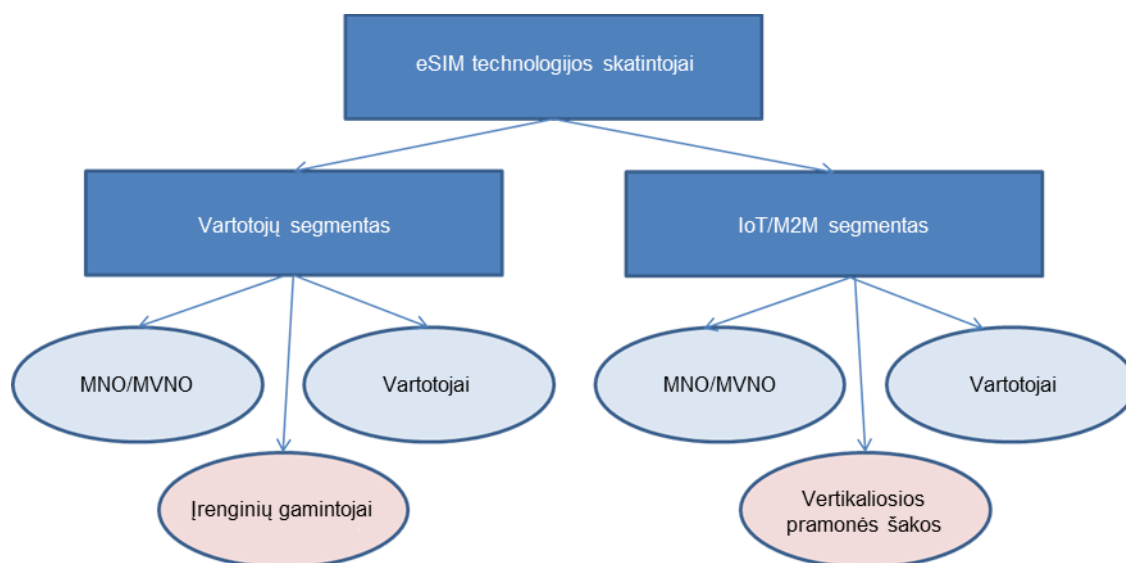 eSIM technologijos skatintojai
Vartotojų segmentas
IoT/M2M segmentas
MNO/MVNO
Vartotojai
MNO/MVNO
Vartotojai
Įrenginių gamintojai
Vertikaliosios
pramonės šakos